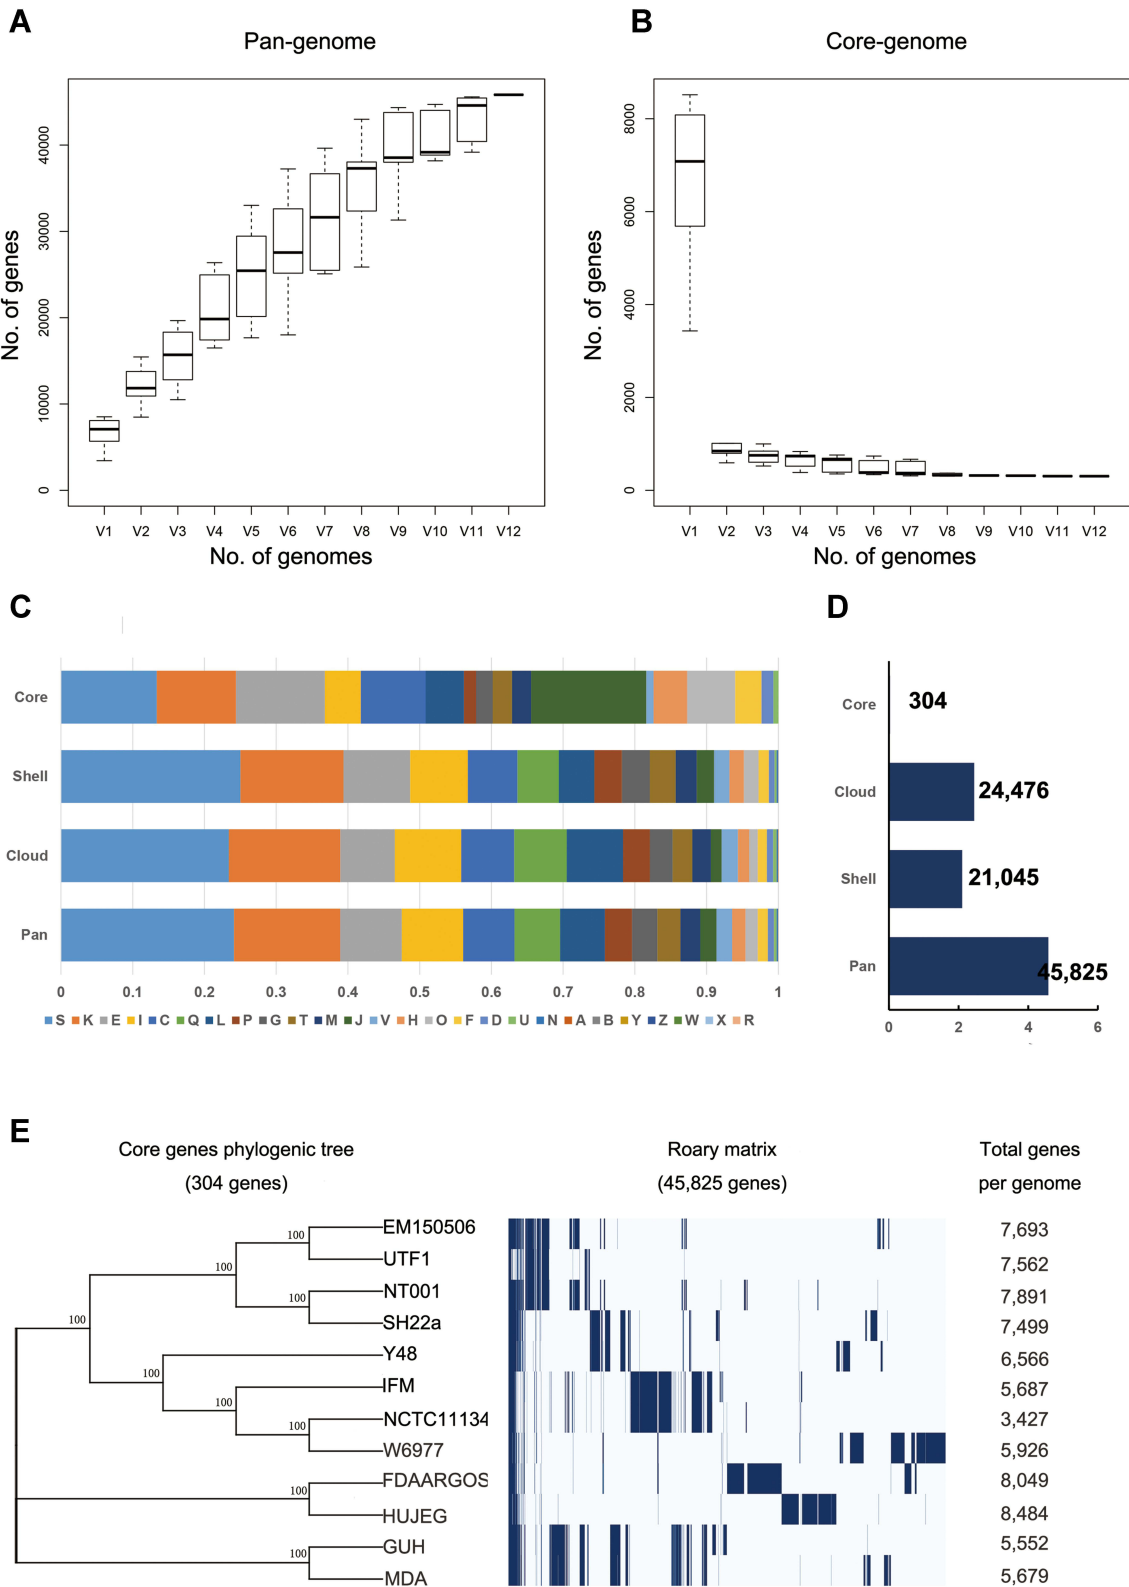 A
B
Pan-genome
Core-genome
No. of genes
0
10000
20000
30000
40000
V1 V2 V3 V4 V5 V6 V7 V8 V9 V10 V11 V12
No. of genomes
No. of genes
0
2000
4000
6000
8000
V1 V2 V3 V4 V5 V6 V7 V8 V9 V10 V11 V12
No. of genomes
C
Core
Shell
Cloud
Pan
0 0.1 0.2 0.3 0.4 0.5 0.6 0.7 0.8 0.9 1
S K E I C Q L P G T M J V H O F D U N A B Y Z W X R
D
Core 304
Cloud 24,476
Shell 21,045
Pan 45,825
0 2 4 6
E
Core genes phylogenic tree
(304 genes)
Roary matrix
(45,825 genes)
Total genes
per genome
100
100
100
100
100
100
100
100
100
EM150506 7,693
UTF1 7,562
NT001 7,891
SH22a 7,499
Y48 6,566
IFM 5,687
NCTC11134 3,427
W6977 5,926
FDAARGOS 8,049
HUJEG 8,484
GUH 5,552
MDA 5,679